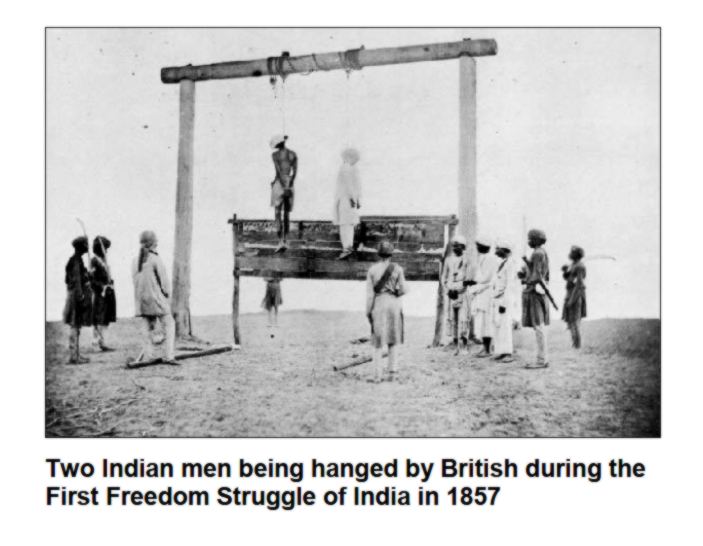 Two Indian men being hanged by British during the
First Freedom Struggle of India in 1857